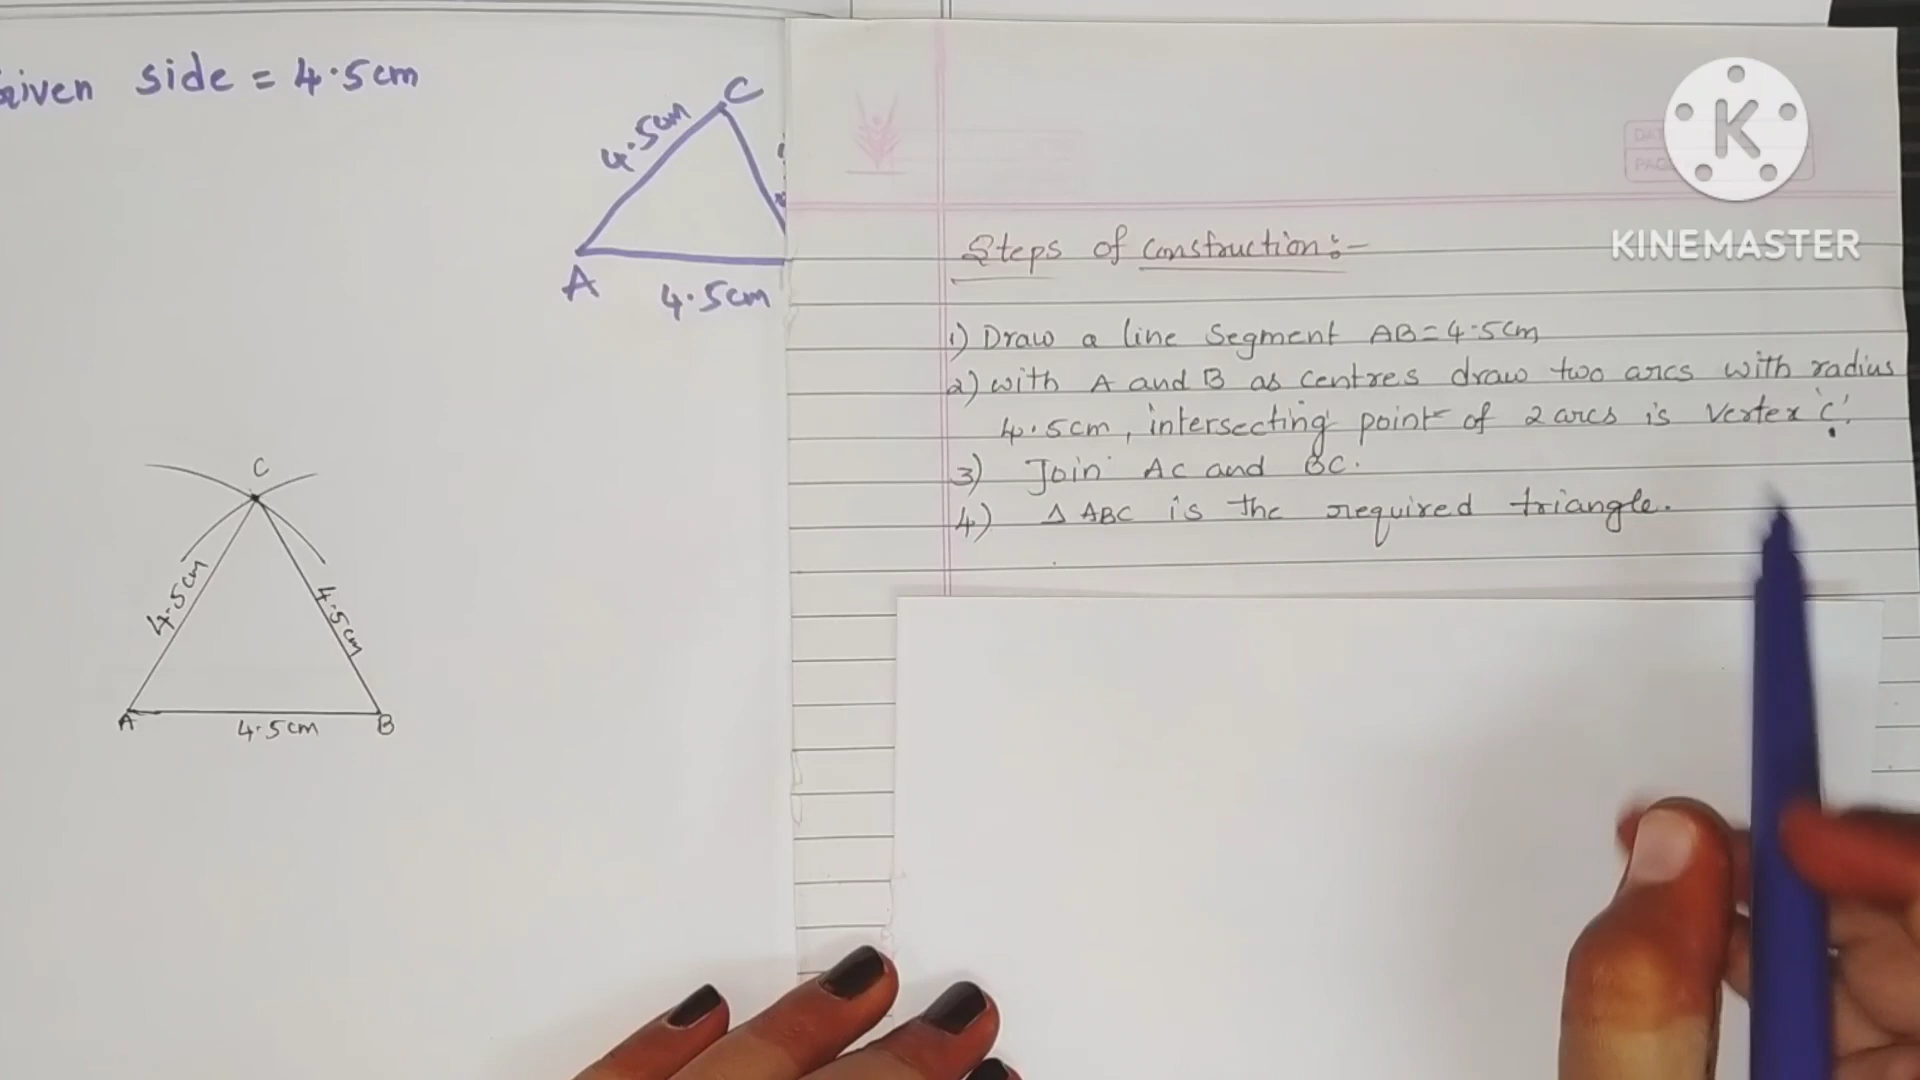 Given side = 4.5cm
C
4.5cm
A
4.5cm
C
4.5cm
4.5cm
A
4.5cm
B
K
KINEMASTER
Steps of construction:-
1) Draw a line segment AB=4.5cm
2) with A and B as centres draw two arcs with radius
4.5cm, intersecting point of 2 arcs is vertex 'C'.
3) Join AC and BC.
4) Δ ABC is the required triangle.